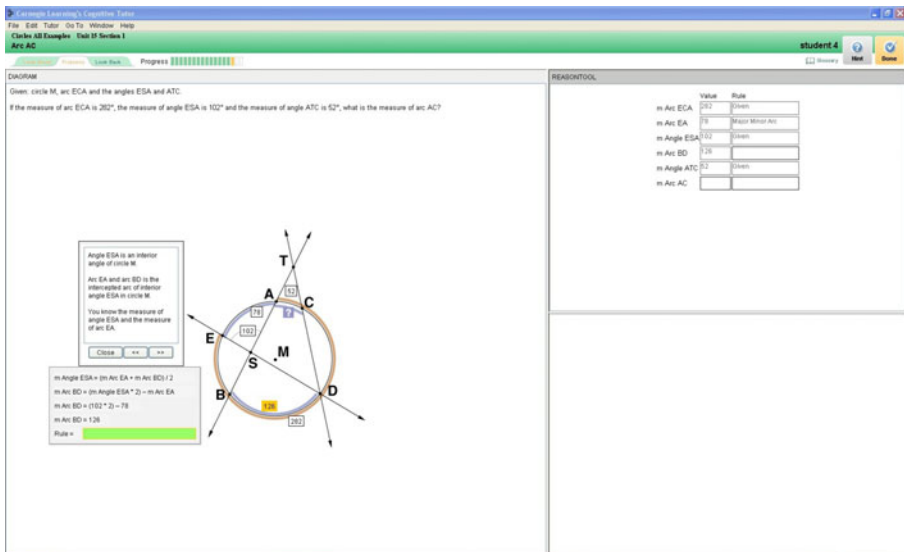 Carnegie Learning's Cognitive Tutor
File Edit Tutor Go To Window Help
Circles All Examples Unit 15 Section 1
Arc AC
student 4
Look Back
Progress
Glossary
Hint
Done
DIAGRAM
REASONTOOL
Given: circle M, arc ECA and the angles ESA and ATC.
If the measure of arc ECA is 282°, the measure of angle ESA is 102° and the measure of angle ATC is 52°, what is the measure of arc AC?
Value Rule
m Arc ECA 282 Given
m Arc EA 78 Major Minor Arc
m Angle ESA 102 Given
m Arc BD 126
m Angle ATC 52 Given
m Arc AC
Angle ESA is an interior
angle of circle M.
Arc EA and arc BD is the
intercepted arc of interior
angle ESA in circle M.
You know the measure of
angle ESA and the measure
of arc EA.
Close << >>
m Angle ESA = (m Arc EA + m Arc BD) / 2
m Arc BD = (m Angle ESA * 2) – m Arc EA
m Arc BD = (102 * 2) – 78
m Arc BD = 126
Rule =
T
52
A
C
78
?
E
102
S
M
B
D
126
282